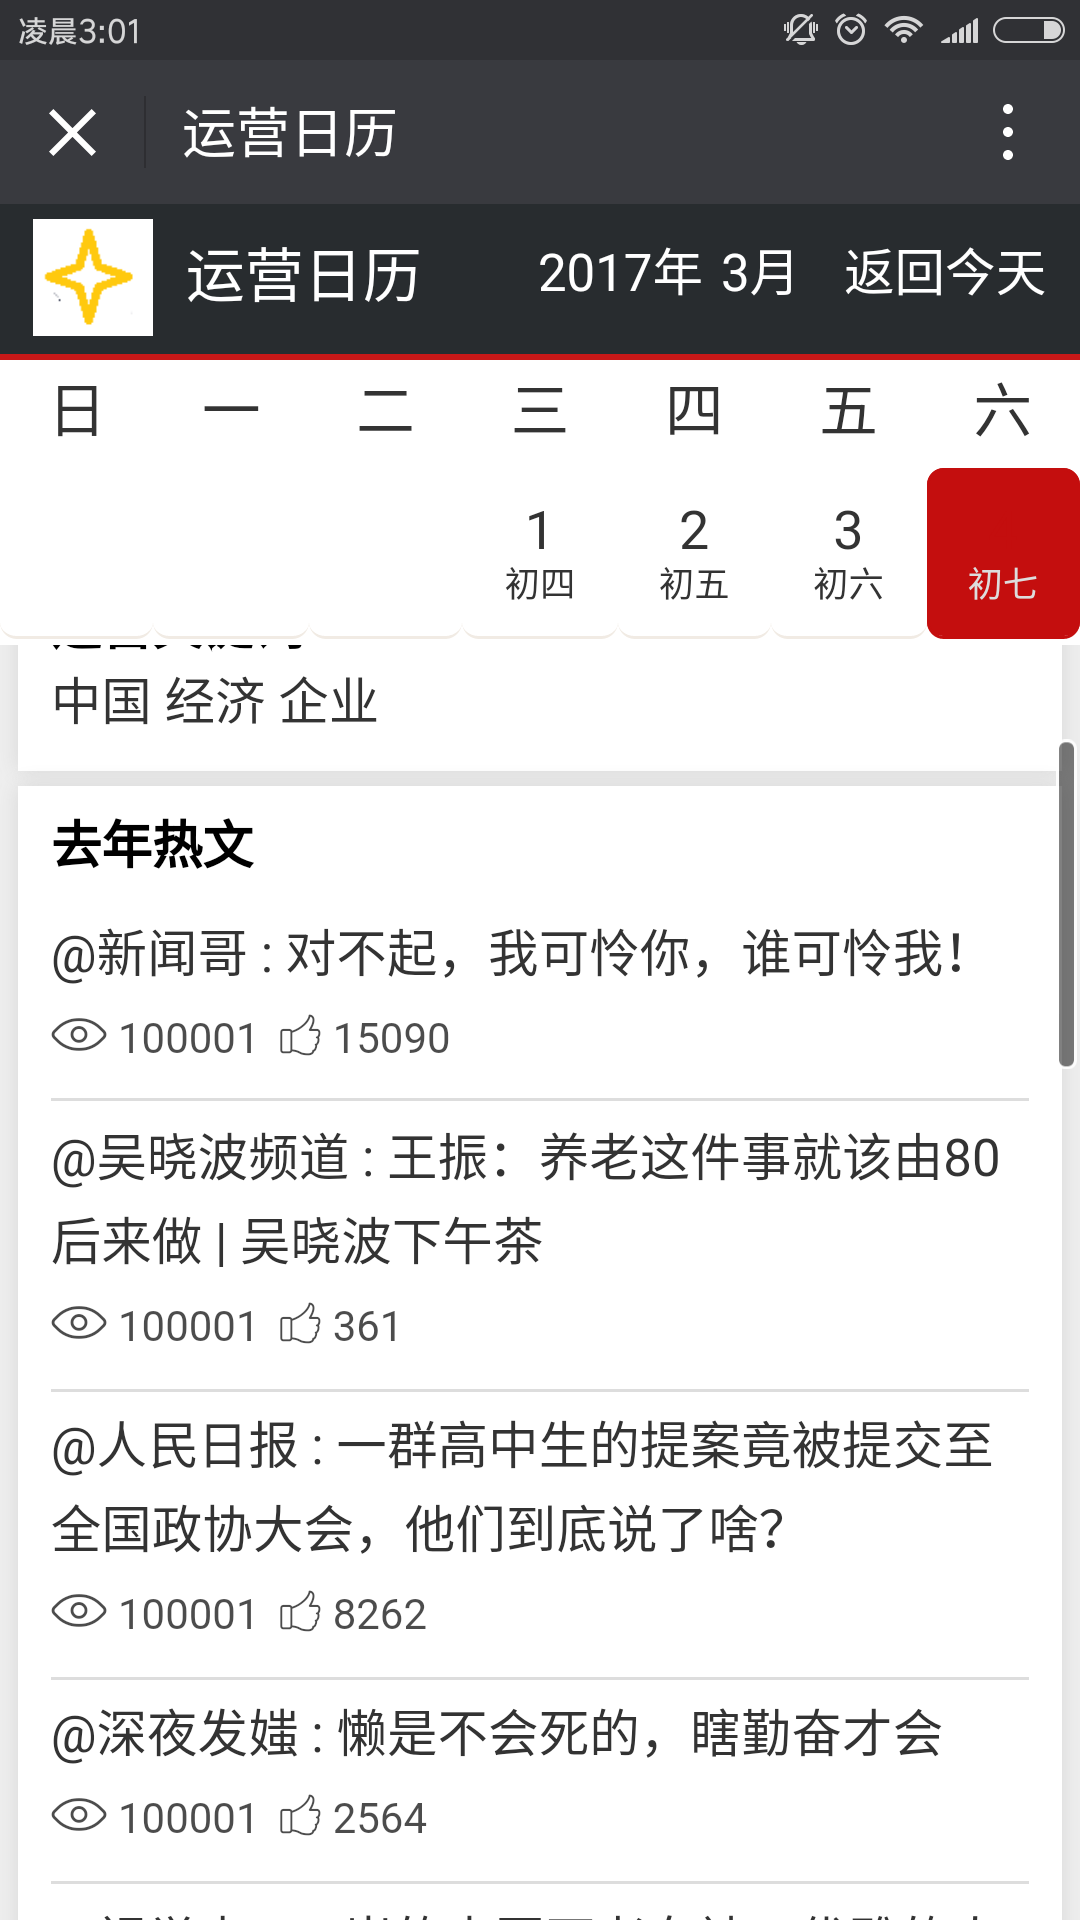 凌晨3:01
运营日历
运营日历 2017年 3月 返回今天
日 一 二 三 四 五 六
1 2 3
初四 初五 初六 初七
中国 经济 企业
去年热文
@新闻哥 : 对不起，我可怜你，谁可怜我！
100001 15090
@吴晓波频道 : 王振：养老这件事就该由80
后来做 | 吴晓波下午茶
100001 361
@人民日报 : 一群高中生的提案竟被提交至
全国政协大会，他们到底说了啥？
100001 8262
@深夜发媸 : 懒是不会死的，瞎勤奋才会
100001 2564